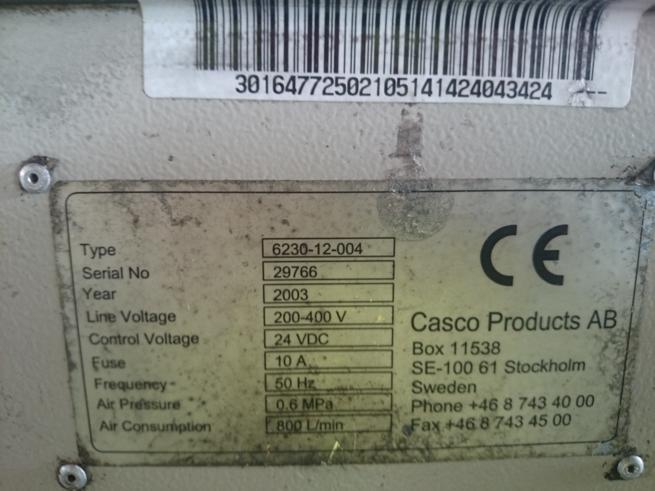 30164772502105141424043424
Type 6230-12-004
Serial No 29766
Year 2003
Line Voltage 200-400 V
Control Voltage 24 VDC
Fuse 10 A
Frequency 50 Hz
Air Pressure 0.6 MPa
Air Consumption 800 L/min
CE
Casco Products AB
Box 11538
SE-100 61 Stockholm
Sweden
Phone +46 8 743 40 00
Fax +46 8 743 45 00